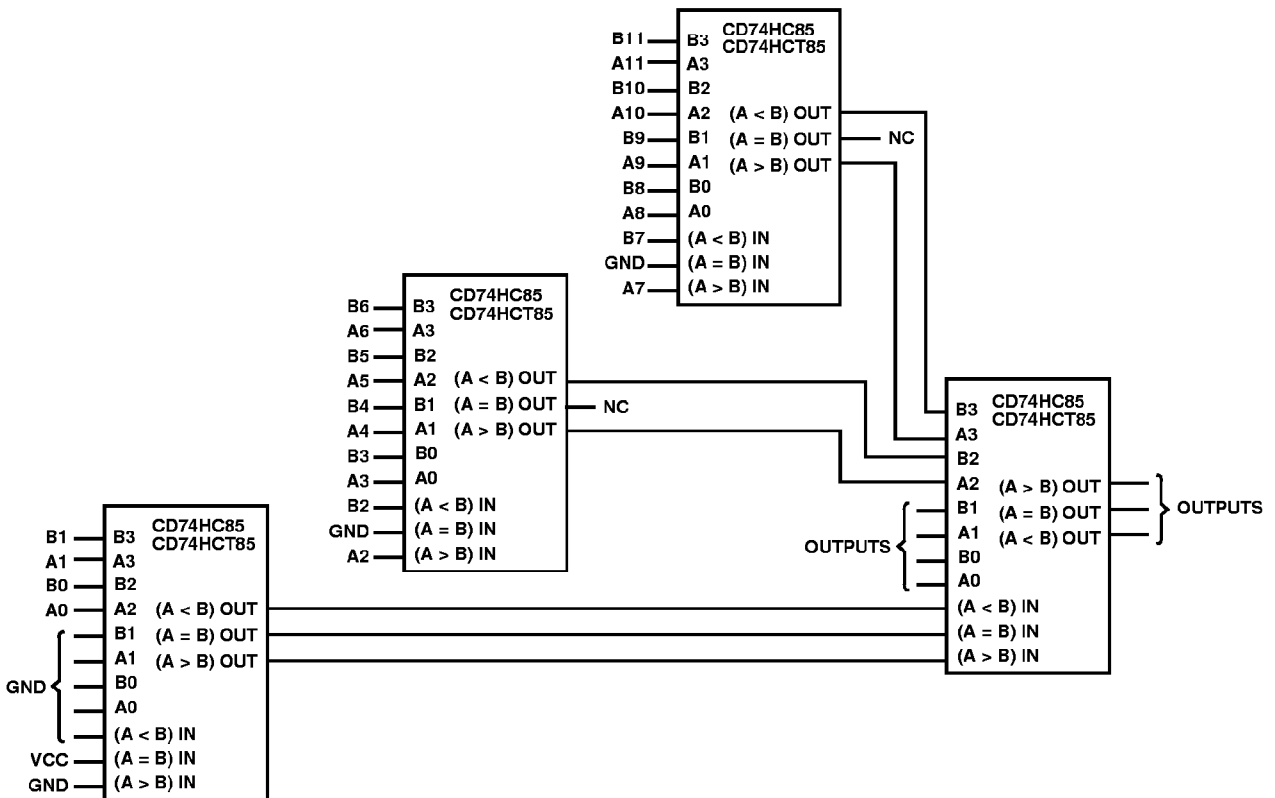 CD74HC85
CD74HCT85
B11 B3
A11 A3
B10 B2
A10 A2 (A < B) OUT
B9 B1 (A = B) OUT NC
A9 A1 (A > B) OUT
B8 B0
A8 A0
B7 (A < B) IN
GND (A = B) IN
A7 (A > B) IN
CD74HC85
CD74HCT85
B6 B3
A6 A3
B5 B2
A5 A2 (A < B) OUT
B4 B1 (A = B) OUT NC
A4 A1 (A > B) OUT
B3 B0
A3 A0
B2 (A < B) IN
GND (A = B) IN
A2 (A > B) IN
CD74HC85
CD74HCT85
B1 B3
A1 A3
B0 B2
A0 A2 (A < B) OUT
B1 (A = B) OUT
A1 (A > B) OUT
GND B0
A0
(A < B) IN
VCC (A = B) IN
GND (A > B) IN
CD74HC85
CD74HCT85
B3
A3
B2
A2 (A > B) OUT
B1 (A = B) OUT OUTPUTS
A1 (A < B) OUT
OUTPUTS
B0
A0
(A < B) IN
(A = B) IN
(A > B) IN